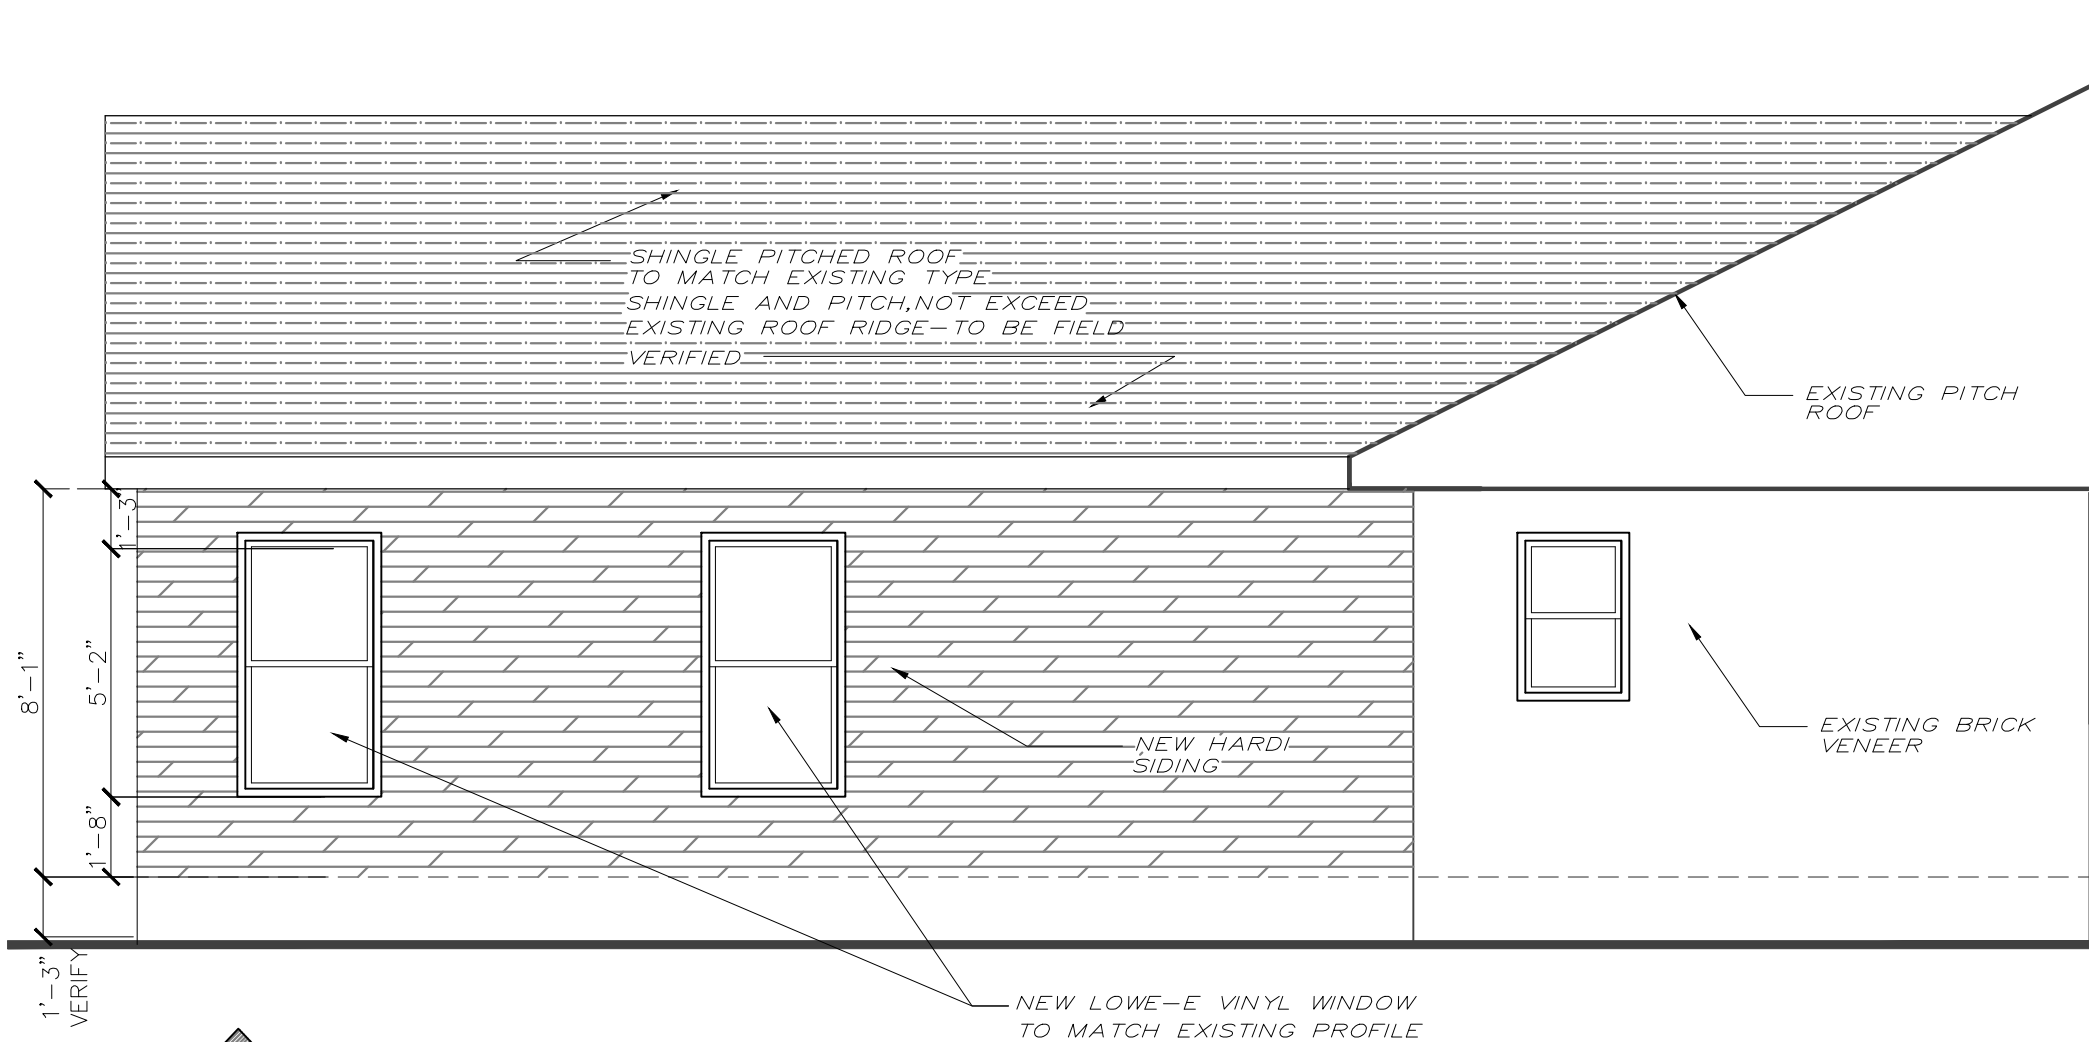 SHINGLE PITCHED ROOF
TO MATCH EXISTING TYPE
SHINGLE AND PITCH,NOT EXCEED
EXISTING ROOF RIDGE-TO BE FIELD
VERIFIED
EXISTING PITCH
ROOF
1'-3"
8'-1"
5'-2"
1'-8"
NEW HARDI
SIDING
EXISTING BRICK
VENEER
1'-3"
VERIFY
NEW LOWE-E VINYL WINDOW
TO MATCH EXISTING PROFILE